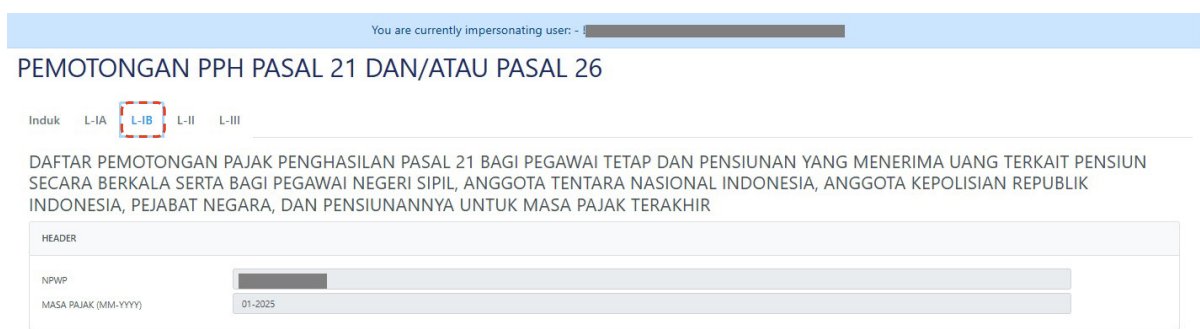 You are currently impersonating user: -
PEMOTONGAN PPH PASAL 21 DAN/ATAU PASAL 26
Induk L-IA L-IB L-II L-III
DAFTAR PEMOTONGAN PAJAK PENGHASILAN PASAL 21 BAGI PEGAWAI TETAP DAN PENSIUNAN YANG MENERIMA UANG TERKAIT PENSIUN
SECARA BERKALA SERTA BAGI PEGAWAI NEGERI SIPIL, ANGGOTA TENTARA NASIONAL INDONESIA, ANGGOTA KEPOLISIAN REPUBLIK
INDONESIA, PEJABAT NEGARA, DAN PENSIUNANNYA UNTUK MASA PAJAK TERAKHIR
HEADER
NPWP
MASA PAJAK (MM-YYYY) 01-2025